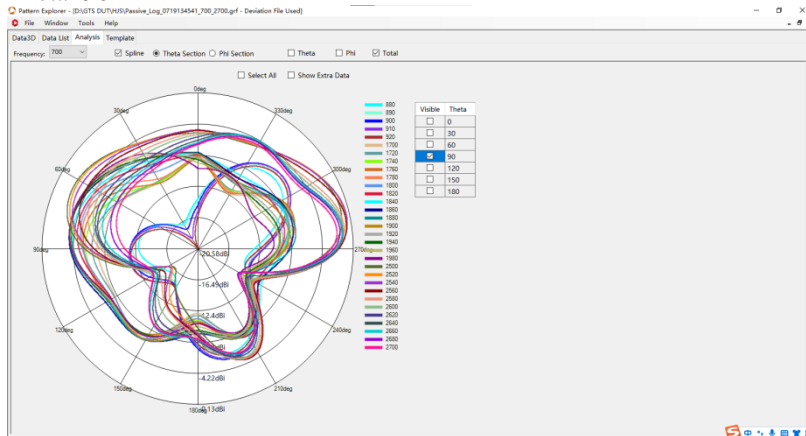 Pattern Explorer - [D:\GTS DUT\HJS\Passive_Log_0719134541_700_2700.grf - Deviation File Used]
File Window Tools Help
Data3D Data List Analysis Template
Frequency: 700 Spline Theta Section Phi Section Theta Phi Total
Select All Show Extra Data
0deg
30deg
330deg
60deg
300deg
90deg
270deg
120deg
240deg
150deg
210deg
180deg
-20.58dBi
-16.49dBi
-12.4dBi
-4.22dBi
880
890
900
910
920
1700
1720
1740
1760
1780
1800
1820
1840
1860
1880
1900
1920
1940
1960
1980
2500
2520
2540
2560
2580
2600
2620
2640
2660
2680
2700
Visible Theta
0
30
60
90
120
150
180
中